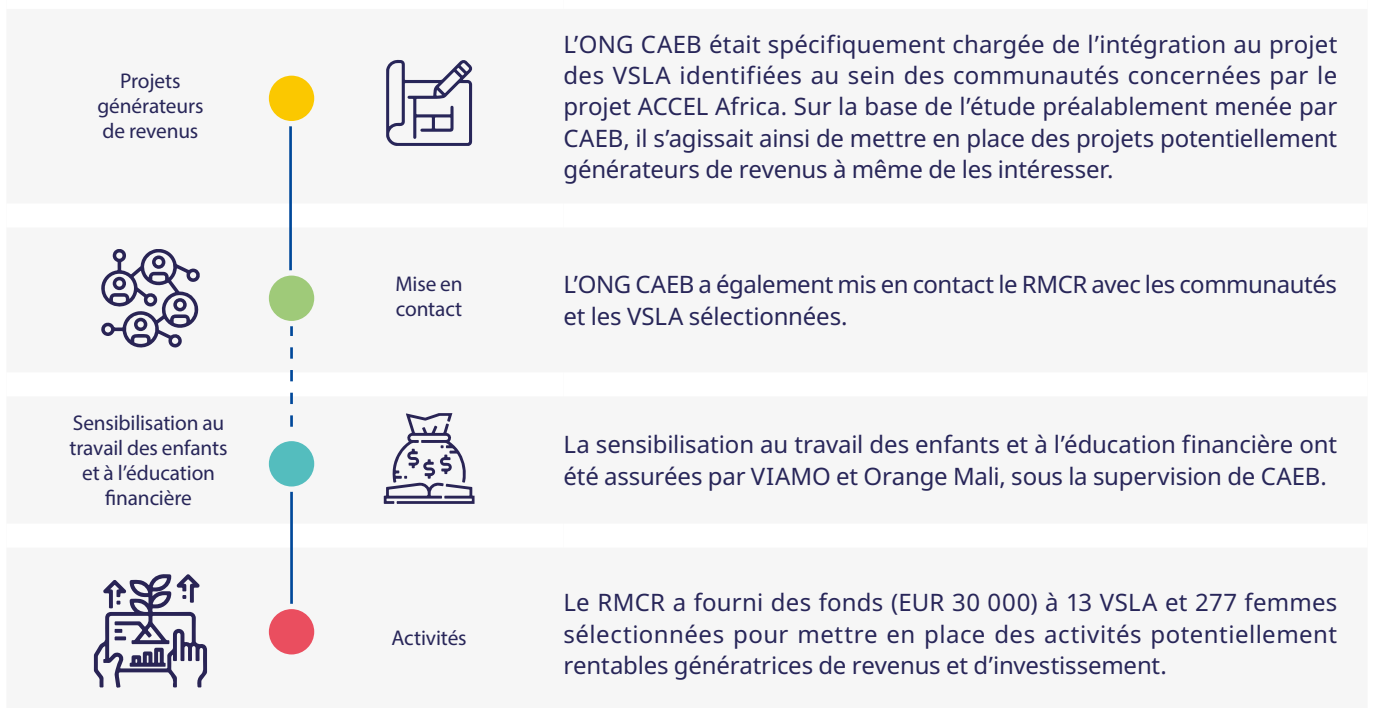 Projets
générateurs
de revenus
L’ONG CAEB était spécifiquement chargée de l’intégration au projet
des VSLA identifiées au sein des communautés concernées par le
projet ACCEL Africa. Sur la base de l’étude préalablement menée par
CAEB, il s’agissait ainsi de mettre en place des projets potentiellement
générateurs de revenus à même de les intéresser.
Mise en
contact
L’ONG CAEB a également mis en contact le RMCR avec les communautés
et les VSLA sélectionnées.
Sensibilisation au
travail des enfants
et à l’éducation
financière
$ $ $
La sensibilisation au travail des enfants et à l’éducation financière ont
été assurées par VIAMO et Orange Mali, sous la supervision de CAEB.
Activités
Le RMCR a fourni des fonds (EUR 30 000) à 13 VSLA et 277 femmes
sélectionnées pour mettre en place des activités potentiellement
rentables génératrices de revenus et d’investissement.